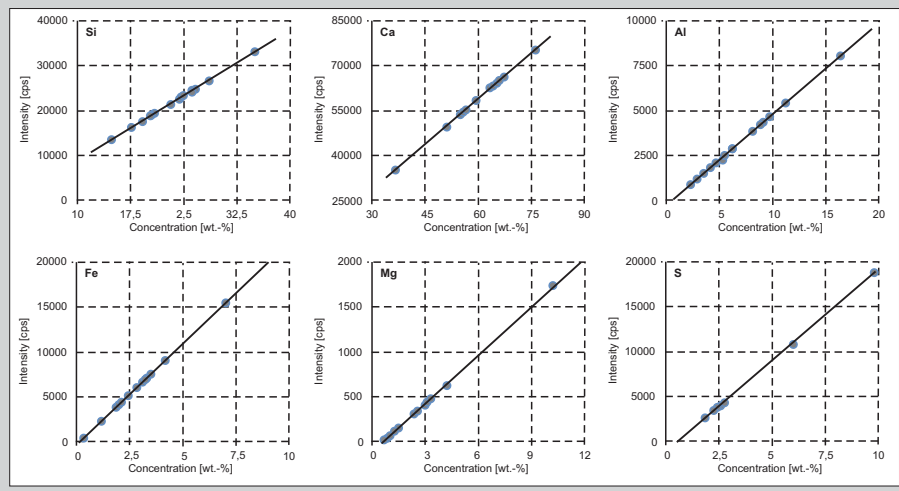 Si
Intensity [cps]
40000
30000
20000
10000
0
10 17,5 2,5 32,5 40
Concentration [wt.-%]
Ca
Intensity [cps]
85000
70000
55000
40000
25000
30 45 60 75 90
Concentration [wt.-%]
Al
Intensity [cps]
10000
7500
5000
2500
0
0 5 10 15 20
Concentration [wt.-%]
Fe
Intensity [cps]
20000
15000
10000
5000
0
0 2,5 5 7,5 10
Concentration [wt.-%]
Mg
Intensity [cps]
2000
1500
1000
500
0
0 3 6 9 12
Concentration [wt.-%]
S
Intensity [cps]
20000
15000
10000
5000
0
0 2,5 5 7,5 10
Concentration [wt.-%]